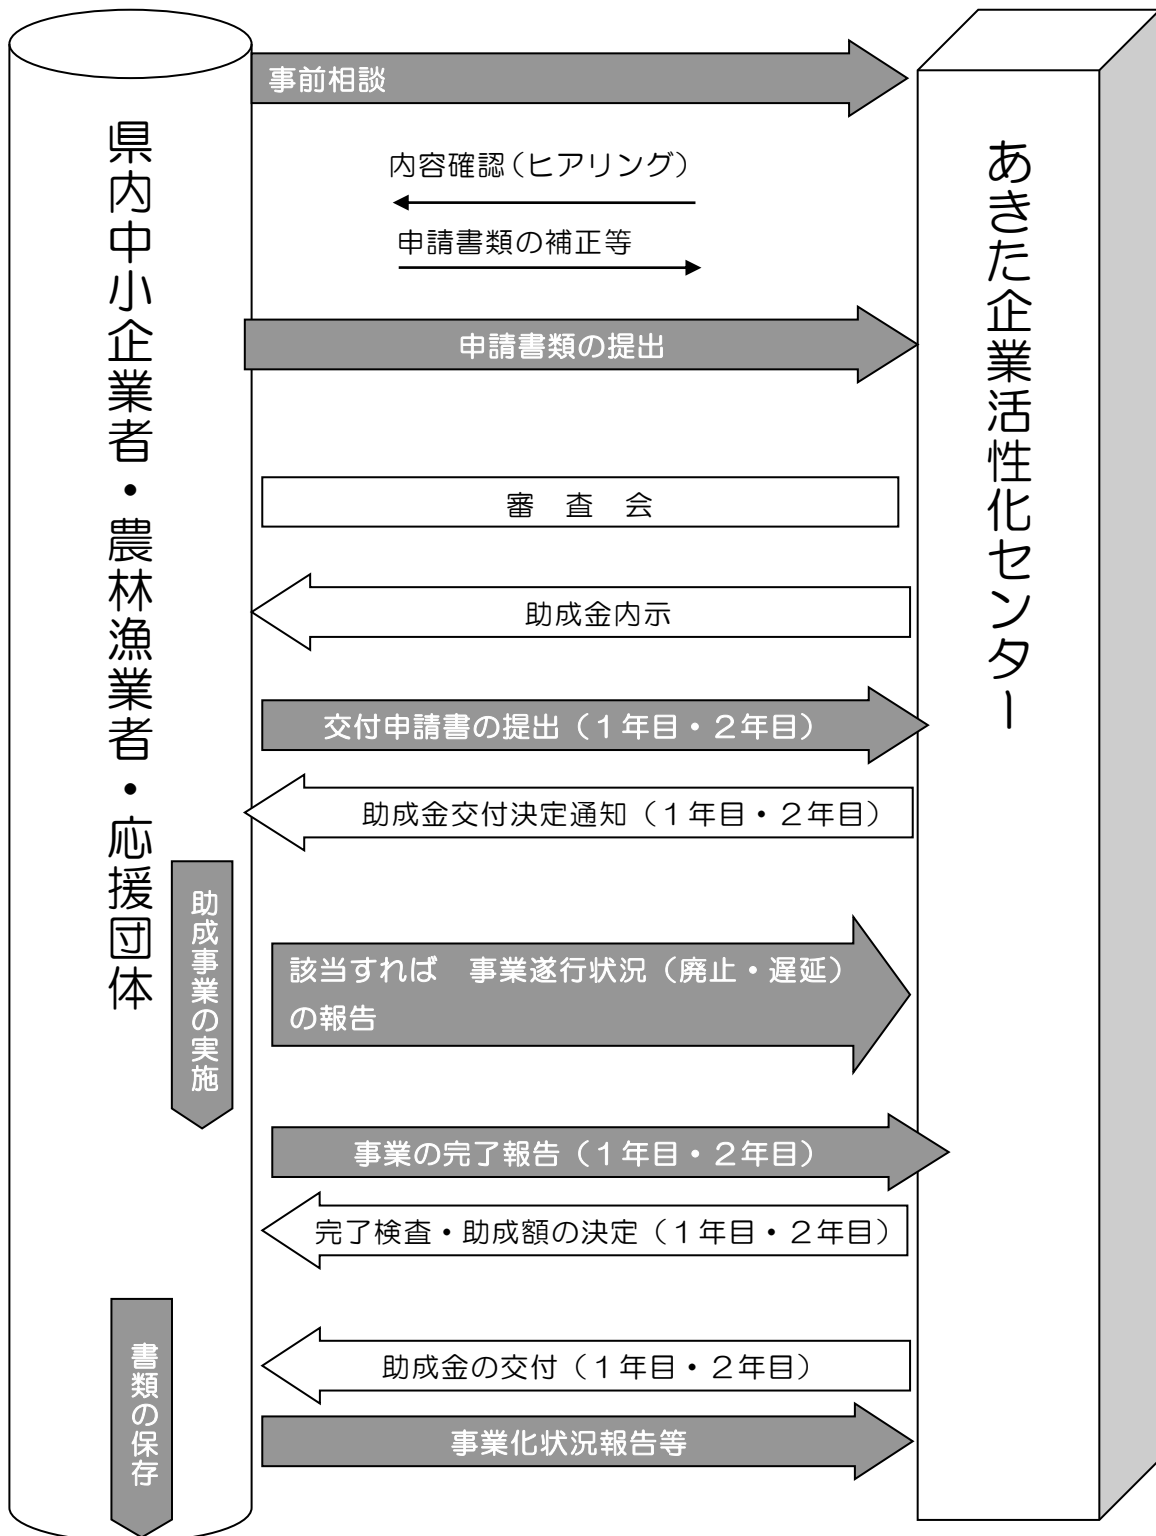 事前相談
県内中小企業者・農林漁業者・応援団体
あきた企業活性化センター
内容確認（ヒアリング）
申請書類の補正等
申請書類の提出
審　査　会
助成金内示
交付申請書の提出（１年目・２年目）
助成金交付決定通知（１年目・２年目）
助成事業の実施
該当すれば　事業遂行状況（廃止・遅延）
の報告
事業の完了報告（１年目・２年目）
完了検査・助成額の決定（１年目・２年目）
書類の保存
助成金の交付（１年目・２年目）
事業化状況報告等